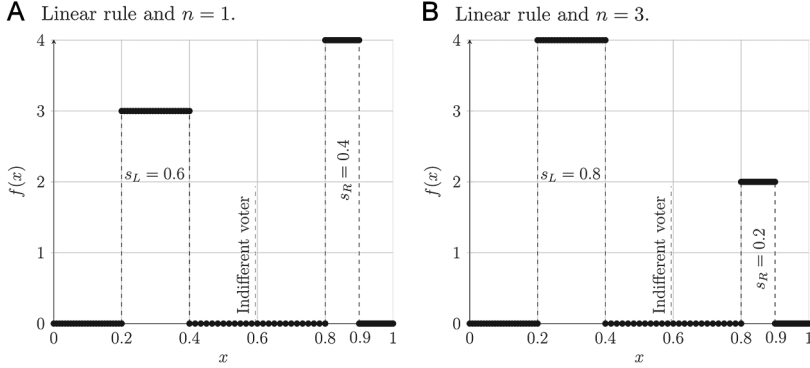 A Linear rule and n = 1.
4
3
2
1
0
f(x)
s_L = 0.6
Indifferent voter
s_R = 0.4
0 0.2 0.4 0.6 0.8 0.9 1
x
B Linear rule and n = 3.
4
3
2
1
0
f(x)
s_L = 0.8
Indifferent voter
s_R = 0.2
0 0.2 0.4 0.6 0.8 0.9 1
x